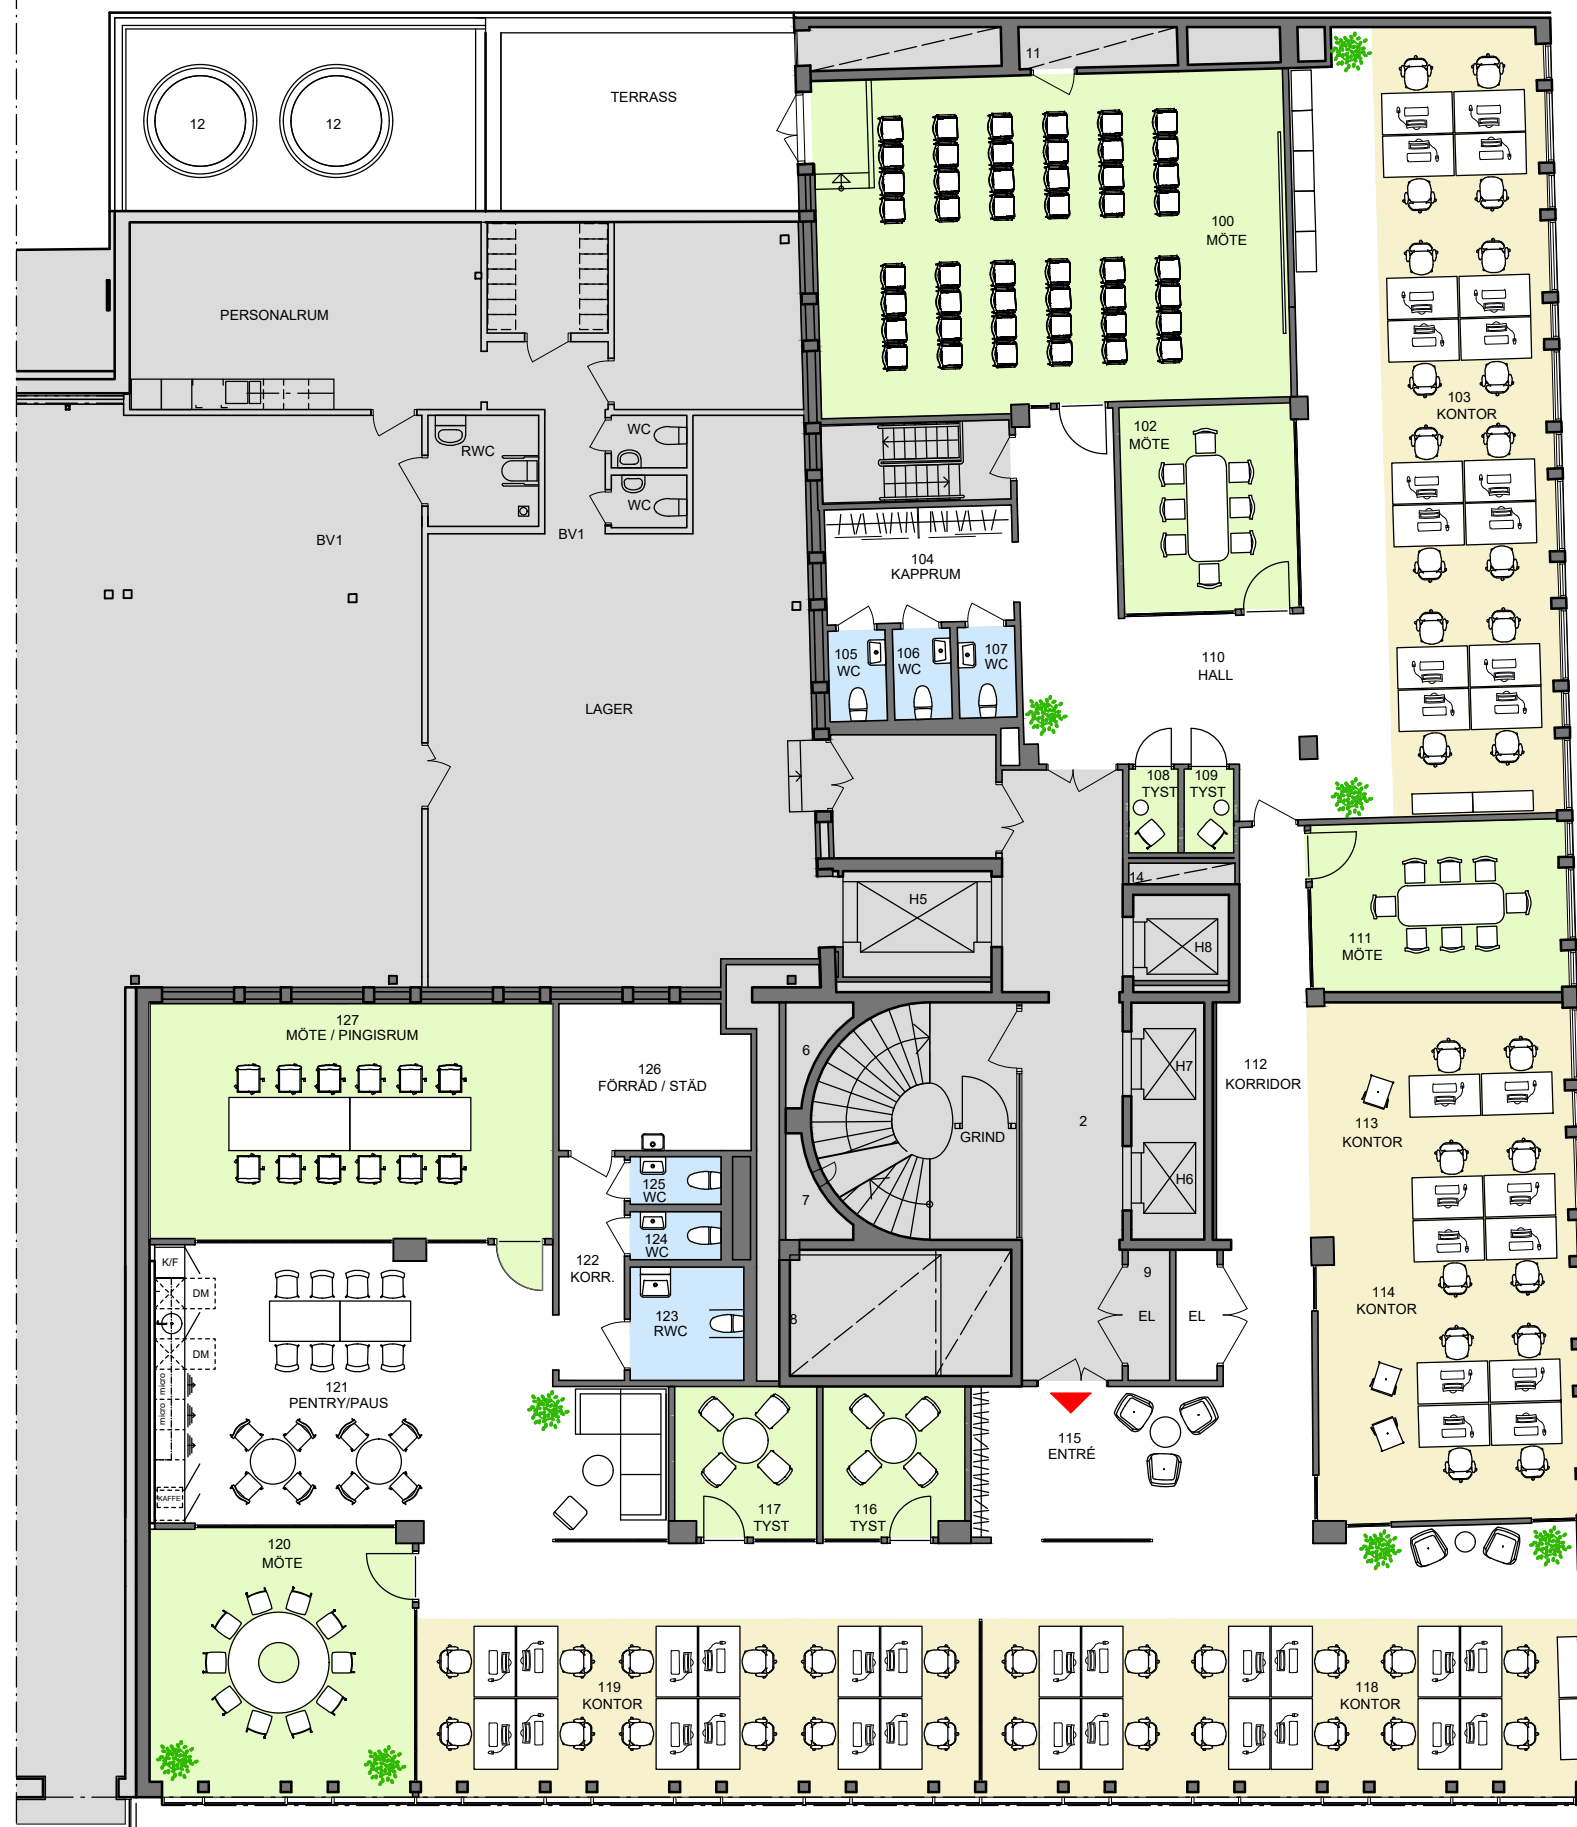 11
TERRASS
12
12
100
MÖTE
PERSONALRUM
103
KONTOR
102
MÖTE
WC
RWC
WC
BV1
BV1
104
KAPPRUM
105
WC
106
WC
107
WC
110
HALL
LAGER
108
TYST
109
TYST
14
H5
H8
111
MÖTE
127
MÖTE / PINGISRUM
126
FÖRRÅD / STÄD
6
H7
112
KORRIDOR
113
KONTOR
2
GRIND
125
WC
7
H6
124
WC
122
KORR.
K/F
DM
9
114
KONTOR
123
RWC
8
EL
EL
DM
micro
micro
121
PENTRY/PAUS
115
ENTRÉ
KAFFE
117
TYST
116
TYST
120
MÖTE
119
KONTOR
118
KONTOR